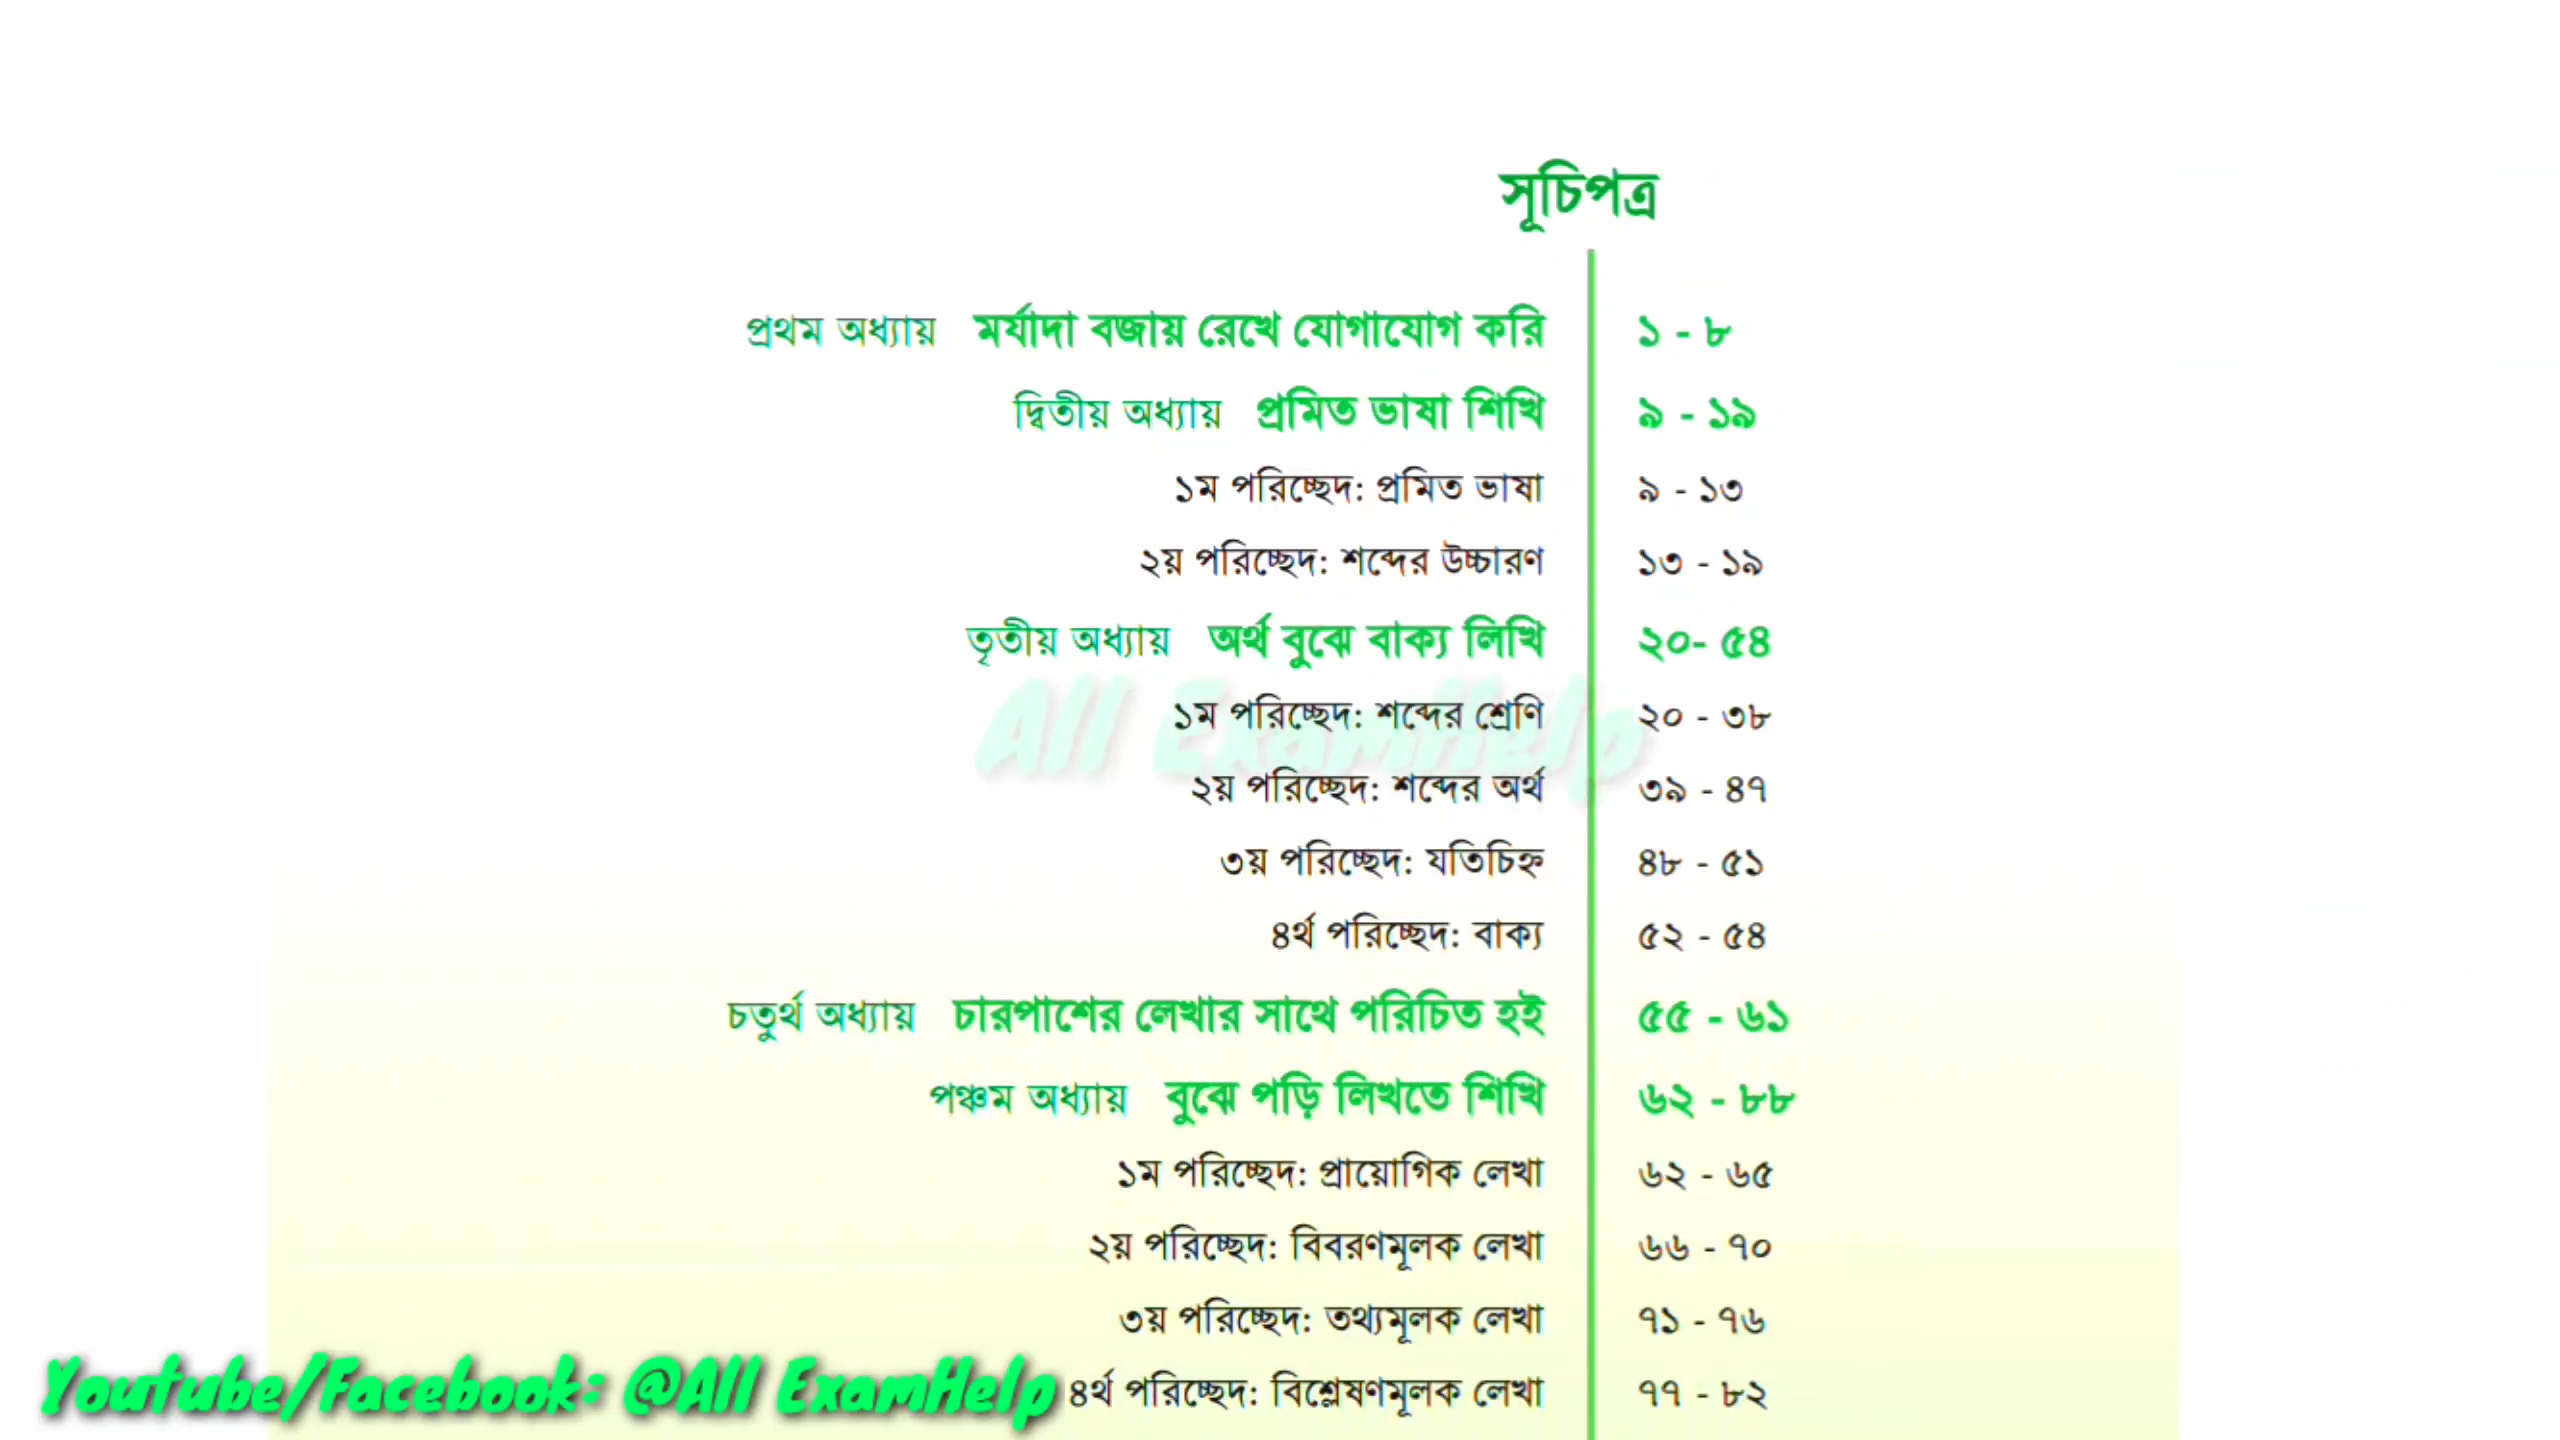 সূচিপত্র
প্রথম অধ্যায় মর্যাদা বজায় রেখে যোগাযোগ করি ১ - ৮
দ্বিতীয় অধ্যায় প্রমিত ভাষা শিখি ৯ - ১৯
১ম পরিচ্ছেদ: প্রমিত ভাষা ৯ - ১৩
২য় পরিচ্ছেদ: শব্দের উচ্চারণ ১৩ - ১৯
তৃতীয় অধ্যায় অর্থ বুঝে বাক্য লিখি ২০- ৫৪
১ম পরিচ্ছেদ: শব্দের শ্রেণি ২০ - ৩৮
All ExamHelp
২য় পরিচ্ছেদ: শব্দের অর্থ ৩৯ - ৪৭
৩য় পরিচ্ছেদ: যতিচিহ্ন ৪৮ - ৫১
৪র্থ পরিচ্ছেদ: বাক্য ৫২ - ৫৪
চতুর্থ অধ্যায় চারপাশের লেখার সাথে পরিচিত হই ৫৫ - ৬১
পঞ্চম অধ্যায় বুঝে পড়ি লিখতে শিখি ৬২ - ৮৮
১ম পরিচ্ছেদ: প্রায়োগিক লেখা ৬২ - ৬৫
২য় পরিচ্ছেদ: বিবরণমূলক লেখা ৬৬ - ৭০
৩য় পরিচ্ছেদ: তথ্যমূলক লেখা ৭১ - ৭৬
Youtube/Facebook: @All ExamHelp ৪র্থ পরিচ্ছেদ: বিশ্লেষণমূলক লেখা ৭৭ - ৮২